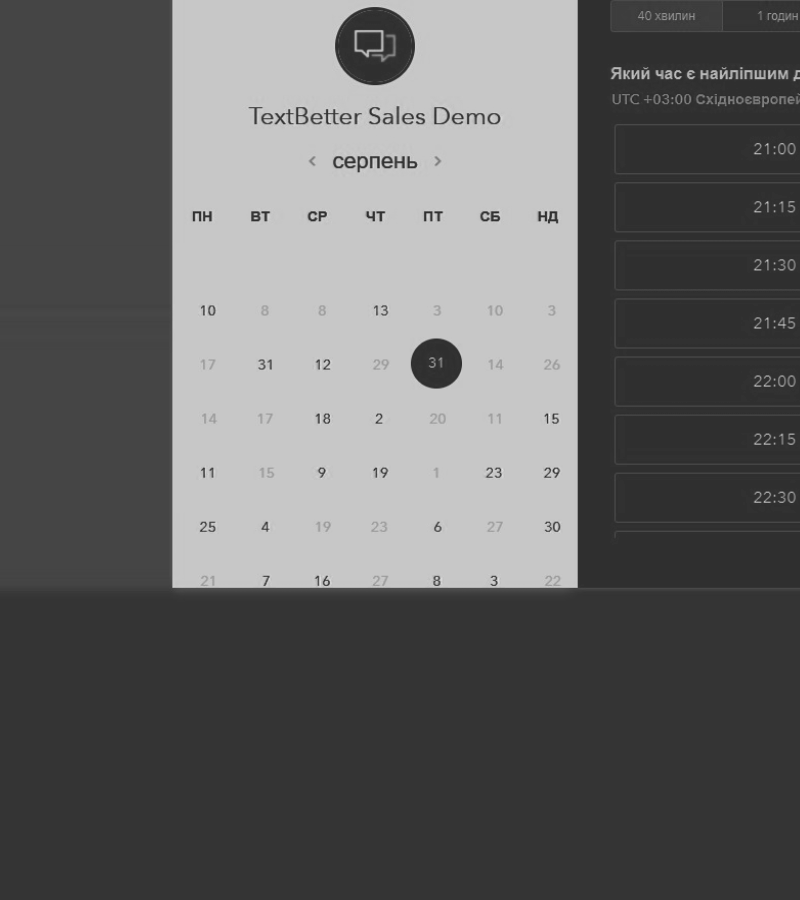 TextBetter Sales Demo
серпень
ПН ВТ СР ЧТ ПТ СБ НД
10 8 8 13 3 10 3
17 31 12 29 31 14 26
14 17 18 2 20 11 15
11 15 9 19 1 23 29
25 4 19 23 6 27 30
21 7 16 27 8 3 22
40 хвилин 1 годин
Який час є найліпшим д
UTC +03:00 Східноєвропей
21:00
21:15
21:30
21:45
22:00
22:15
22:30